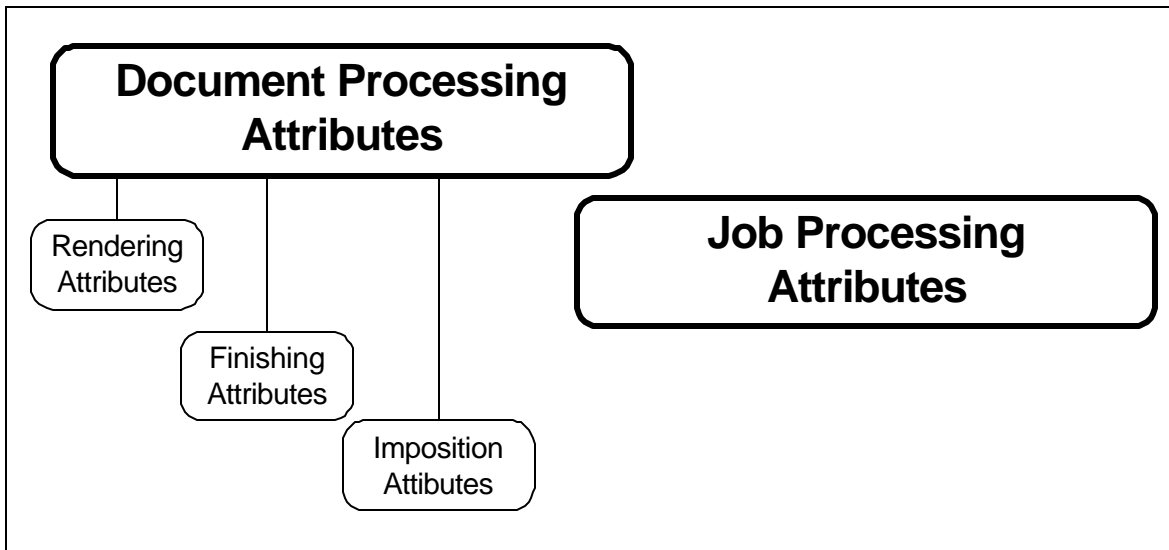 Document Processing
Attributes
Rendering
Attributes
Job Processing
Attributes
Finishing
Attributes
Imposition
Attibutes